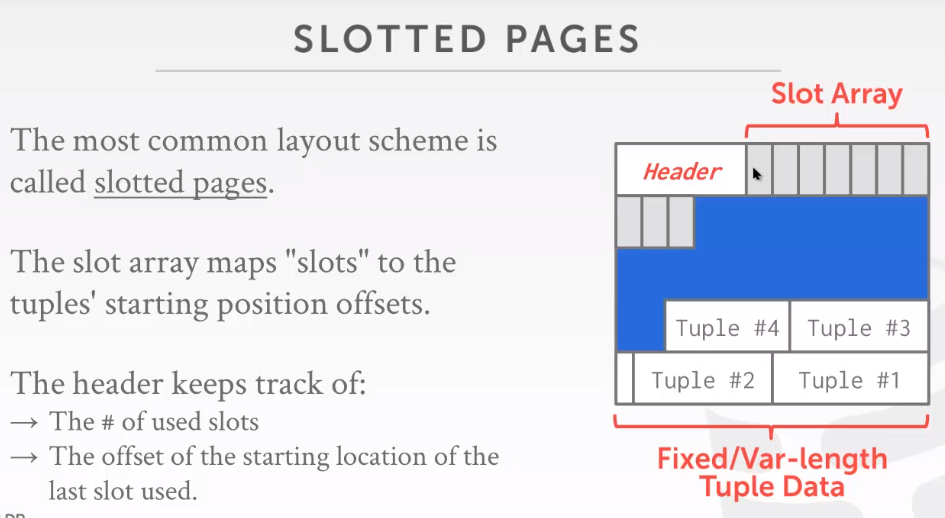 SLOTTED PAGES
The most common layout scheme is
called slotted pages.
The slot array maps "slots" to the
tuples' starting position offsets.
The header keeps track of:
→ The # of used slots
→ The offset of the starting location of the
last slot used.
Slot Array
Header
Tuple #4
Tuple #3
Tuple #2
Tuple #1
Fixed/Var-length
Tuple Data